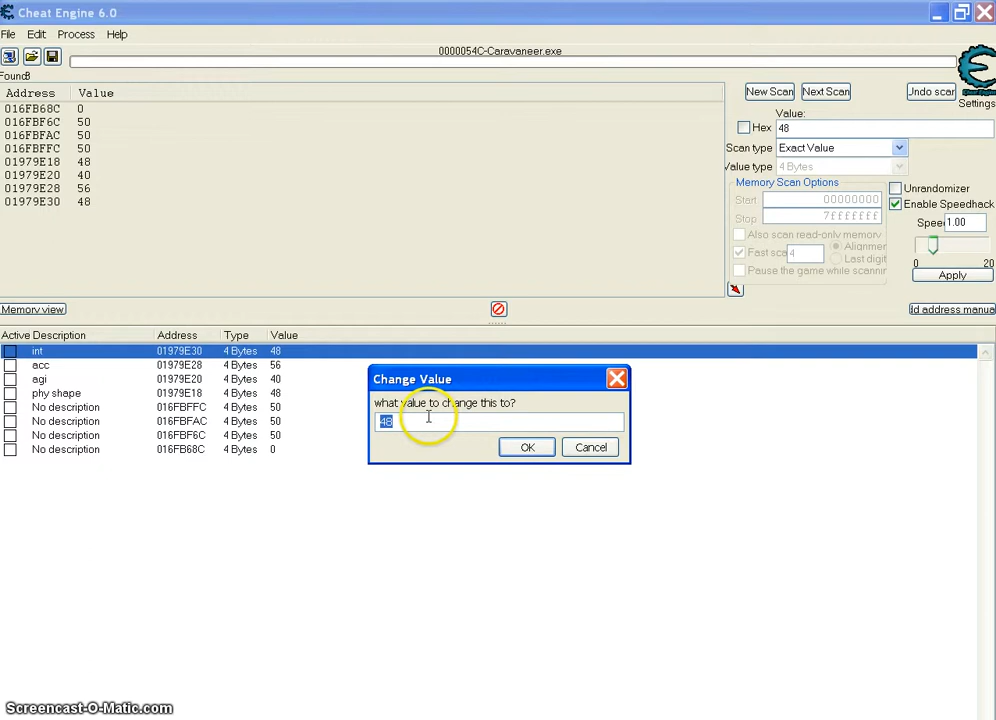 Cheat Engine 6.0
File Edit Process Help
0000054C-Caravaneer.exe
Found8
Address Value
016FB68C 0
016FBF6C 50
016FBFAC 50
016FBFFC 50
01979E18 48
01979E20 40
01979E28 56
01979E30 48
New Scan Next Scan Undo scar
Settings
Value:
Hex 48
Scan type Exact Value
Value type 4 Bytes
Memory Scan Options
Start 00000000
Stop 7fffffff
Also scan read-only memory
Fast sca 4 Alignmer
Last digit
Pause the game while scannir
Unrandomizer
Enable Speedhack
Spee 1.00
0 20
Apply
Memory view
ld address manua
Active Description Address Type Value
int 01979E30 4 Bytes 48
acc 01979E28 4 Bytes 56
agi 01979E20 4 Bytes 40
phy shape 01979E18 4 Bytes 48
No description 016FBFFC 4 Bytes 50
No description 016FBFAC 4 Bytes 50
No description 016FBF6C 4 Bytes 50
No description 016FB68C 4 Bytes 0
Change Value
what value to change this to?
48
OK Cancel
Screencast-O-Matic.com